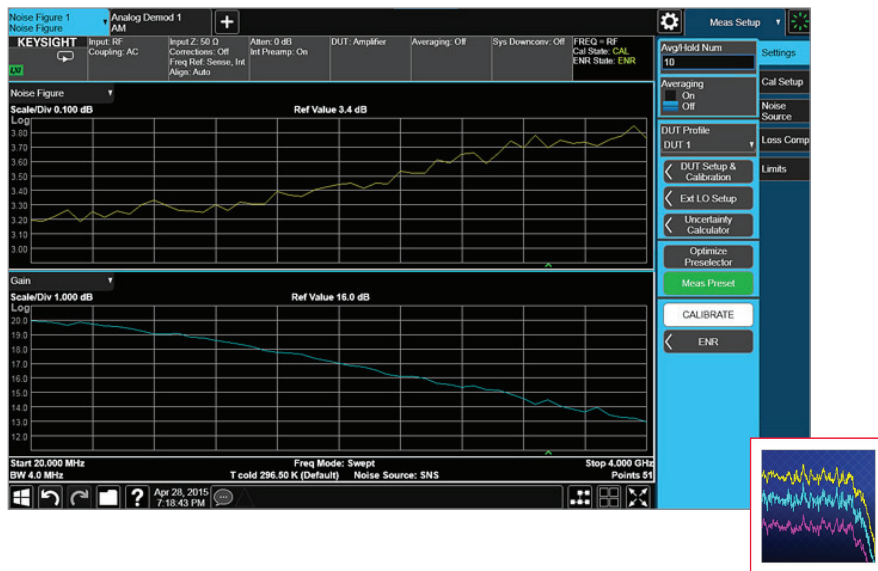 Noise Figure 1
Noise Figure
Analog Demod 1
AM
Meas Setup
KEYSIGHT
LXI
Input: RF
Coupling: AC
Input Z: 50 Ω
Corrections: Off
Freq Ref: Sense, Int
Align: Auto
Atten: 0 dB
Int Preamp: On
DUT: Amplifier
Averaging: Off
Sys Downconv: Off
FREQ = RF
Cal State: CAL
ENR State: ENR
Noise Figure
Scale/Div 0.100 dB
Ref Value 3.4 dB
Log
3.80
3.70
3.60
3.50
3.40
3.30
3.20
3.10
3.00
Gain
Scale/Div 1.000 dB
Ref Value 16.0 dB
Log
20.0
19.0
18.0
17.0
16.0
15.0
14.0
13.0
12.0
Start 20.000 MHz
Freq Mode: Swept
Stop 4.000 GHz
BW 4.0 MHz
T cold 296.50 K (Default)
Noise Source: SNS
Points 51
?
Apr 28, 2015
7:18:43 PM
Avg/Hold Num
10
Averaging
On
Off
DUT Profile
DUT 1
DUT Setup &
Calibration
Ext LO Setup
Uncertainty
Calculator
Optimize
Preselector
Meas Preset
CALIBRATE
ENR
Settings
Cal Setup
Noise
Source
Loss Comp
Limits